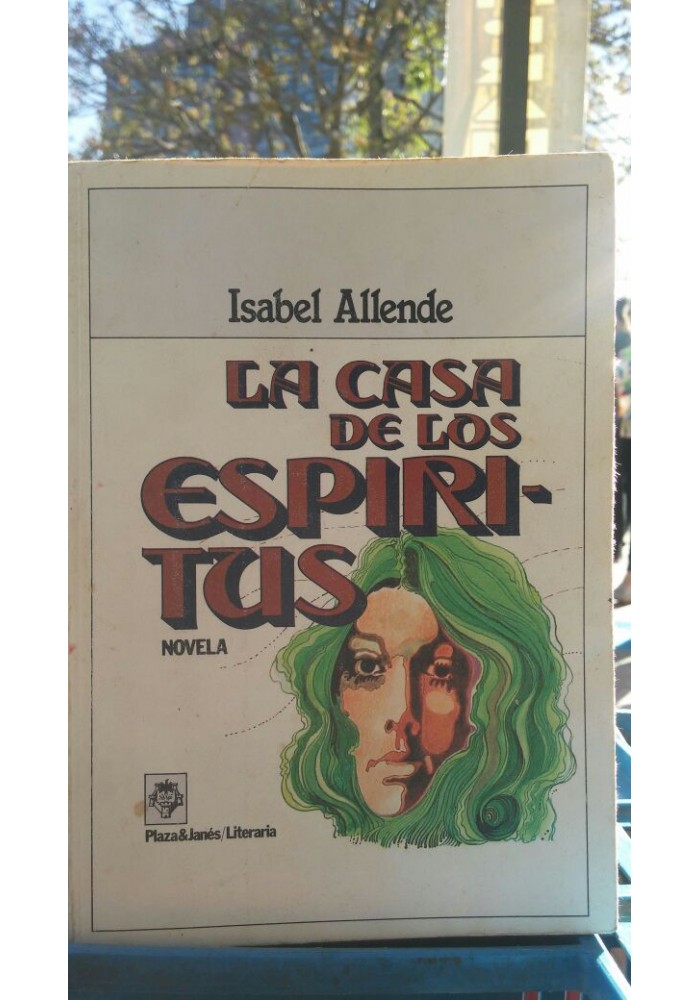 Isabel Allende
LA CASA
DE LOS
ESPIRI-
TUS
NOVELA
Plaza&Janés/Literaria